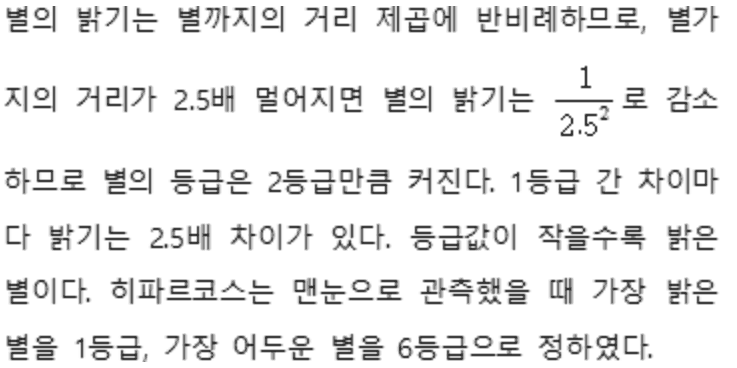 별의 밝기는 별까지의 거리 제곱에 반비례하므로, 별가
지의 거리가 2.5배 멀어지면 별의 밝기는 1/2.5² 로 감소
하므로 별의 등급은 2등급만큼 커진다. 1등급 간 차이마
다 밝기는 2.5배 차이가 있다. 등급값이 작을수록 밝은
별이다. 히파르코스는 맨눈으로 관측했을 때 가장 밝은
별을 1등급, 가장 어두운 별을 6등급으로 정하였다.